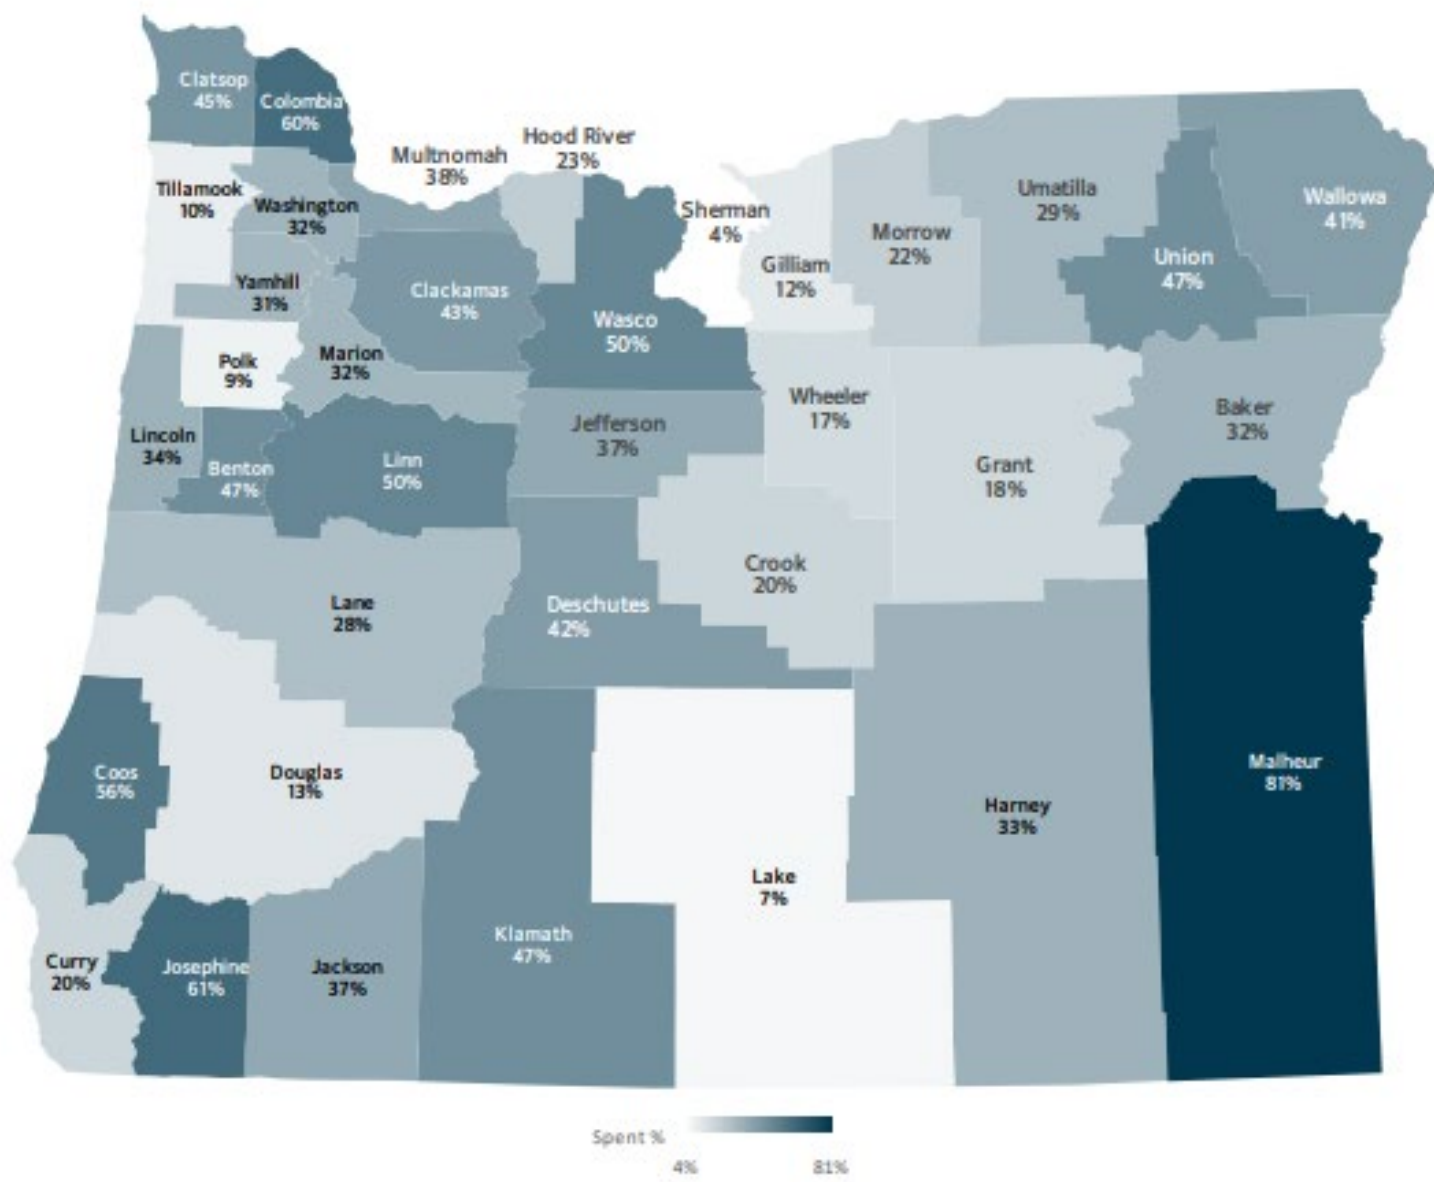 Clatsop
45%
Colombia
60%
Hood River
23%
Multnomah
38%
Tillamook
10%
Washington
32%
Sherman
4%
Umatilla
29%
Wallowa
41%
Morrow
22%
Gilliam
12%
Union
47%
Yamhill
31%
Clackamas
43%
Wasco
50%
Polk
9%
Marion
32%
Wheeler
17%
Baker
32%
Jefferson
37%
Lincoln
34%
Benton
47%
Linn
50%
Grant
18%
Crook
20%
Lane
28%
Deschutes
42%
Coos
56%
Douglas
13%
Malheur
81%
Harney
33%
Lake
7%
Klamath
47%
Curry
20%
Josephine
61%
Jackson
37%
Spent %
4% 81%